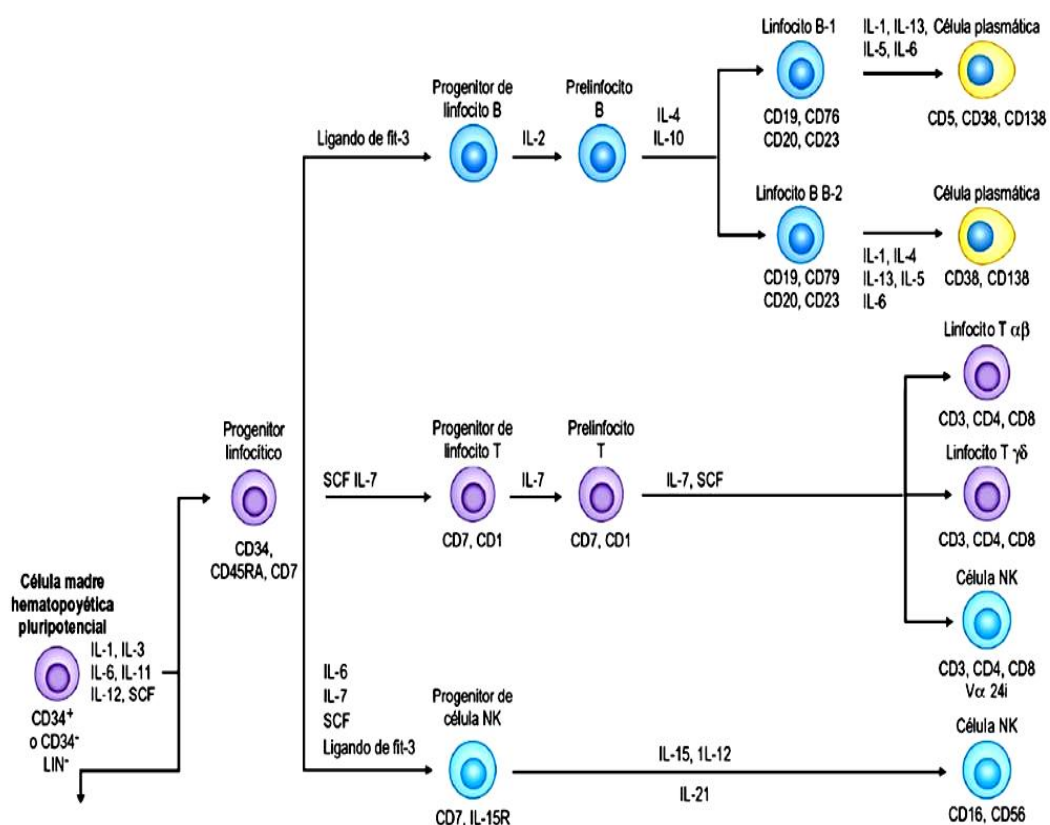 Célula madre
hematopoyética
pluripotencial
CD34+
o CD34-
LIN-
IL-1, IL-3
IL-6, IL-11
IL-12, SCF
Progenitor
linfocítico
CD34,
CD45RA, CD7
Ligando de fit-3
Progenitor de
linfocito B
IL-2
Prelinfocito
B
IL-4
IL-10
Linfocito B-1
CD19, CD76
CD20, CD23
IL-1, IL-13,
IL-5, IL-6
Célula plasmática
CD5, CD38, CD138
Linfocito B B-2
CD19, CD79
CD20, CD23
IL-1, IL-4
IL-13, IL-5
IL-6
Célula plasmática
CD38, CD138
SCF IL-7
Progenitor de
linfocito T
CD7, CD1
IL-7
Prelinfocito
T
CD7, CD1
IL-7, SCF
Linfocito T αβ
CD3, CD4, CD8
Linfocito T γδ
CD3, CD4, CD8
Célula NK
CD3, CD4, CD8
Vα 24i
IL-6
IL-7
SCF
Ligando de fit-3
Progenitor de
célula NK
CD7, IL-15R
IL-15, 1L-12
IL-21
Célula NK
CD16, CD56